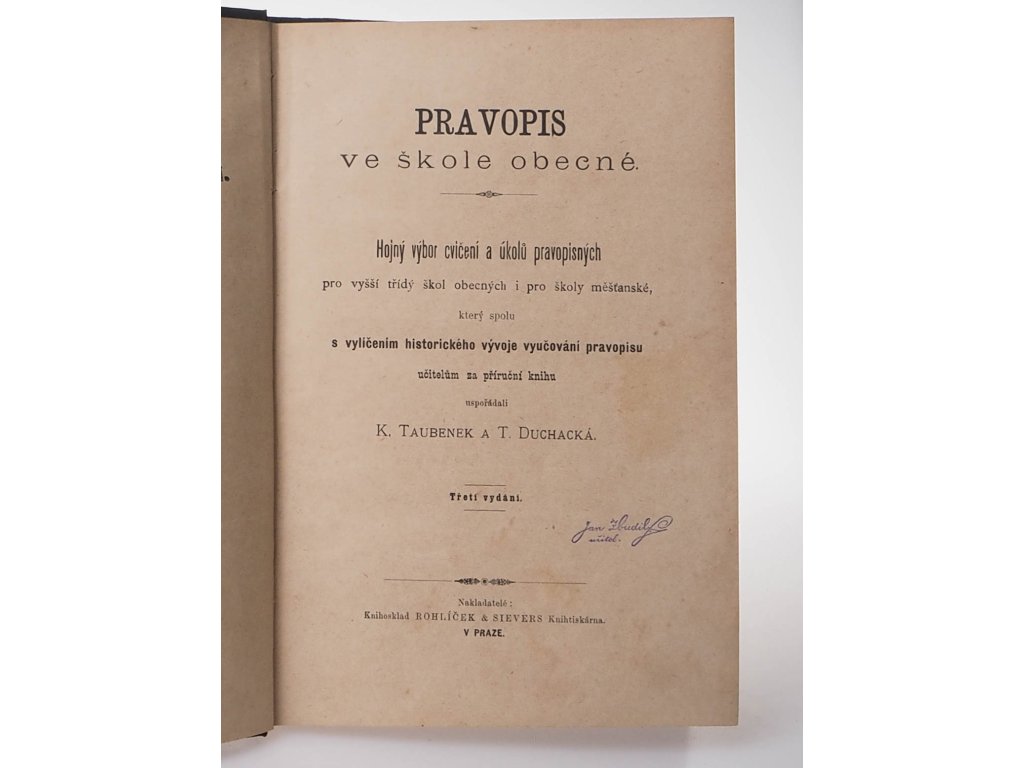 PRAVOPIS
ve škole obecné.
Hojný výbor cvičení a úkolů pravopisných
pro vyšší třídy škol obecných i pro školy měšťanské,
který spolu
s vylíčením historického vývoje vyučování pravopisu
učitelům za příruční knihu
uspořádali
K. TAUBENEK A T. DUCHACKÁ.
Třetí vydání.
Jan
učitel.
Nakladatelé:
Knihosklad ROHLÍČEK & SIEVERS Knihtiskárna.
V PRAZE.